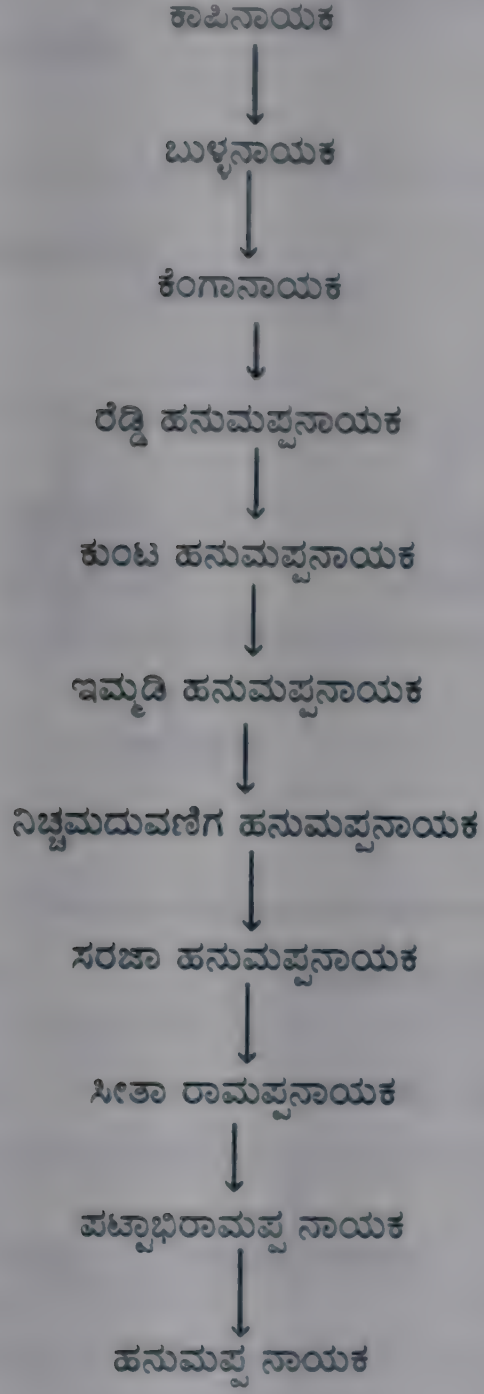 ಕಾಪಿನಾಯಕ
ಬುಳ್ಳನಾಯಕ
ಕೆಂಗಾನಾಯಕ
ರೆಡ್ಡಿ ಹನುಮಪ್ಪನಾಯಕ
ಕುಂಟ ಹನುಮಪ್ಪನಾಯಕ
ಇಮ್ಮಡಿ ಹನುಮಪ್ಪನಾಯಕ
ನಿಚ್ಚಮದುವಣಿಗ ಹನುಮಪ್ಪನಾಯಕ
ಸರಜಾ ಹನುಮಪ್ಪನಾಯಕ
ಸೀತಾ ರಾಮಪ್ಪನಾಯಕ
ಪಟ್ಟಾಭಿರಾಮಪ್ಪ ನಾಯಕ
ಹನುಮಪ್ಪ ನಾಯಕ